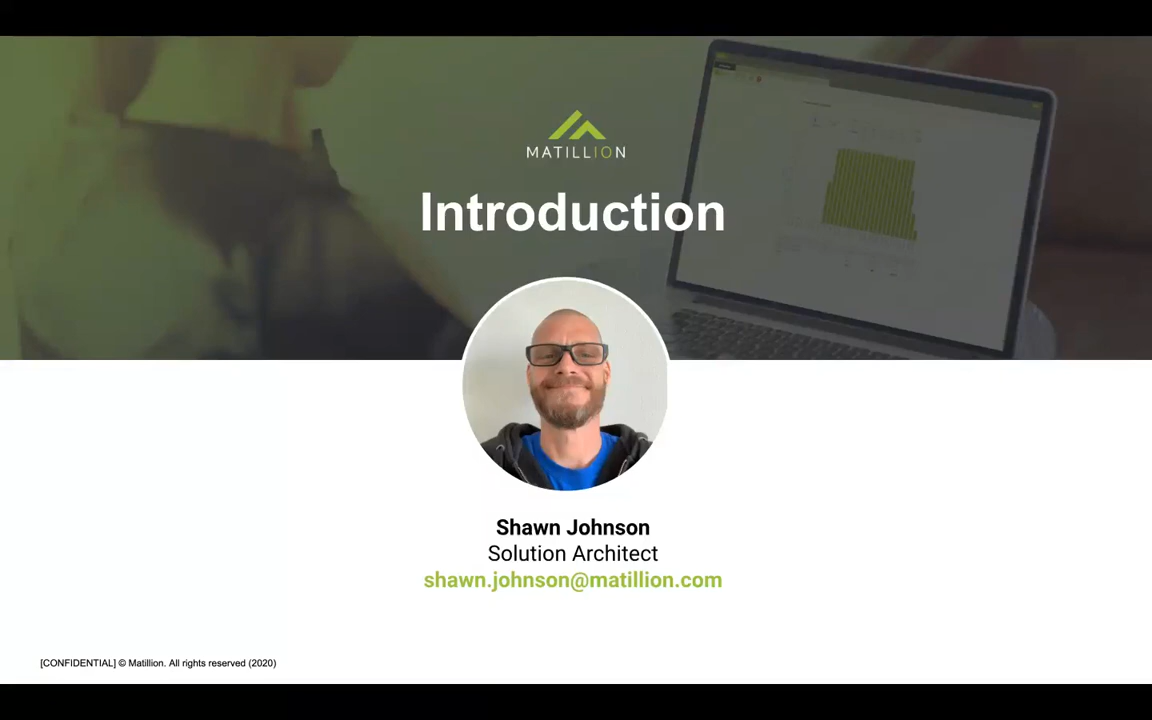 MATILLION
Introduction
Shawn Johnson
Solution Architect
shawn.johnson@matillion.com
[CONFIDENTIAL] © Matillion. All rights reserved (2020)